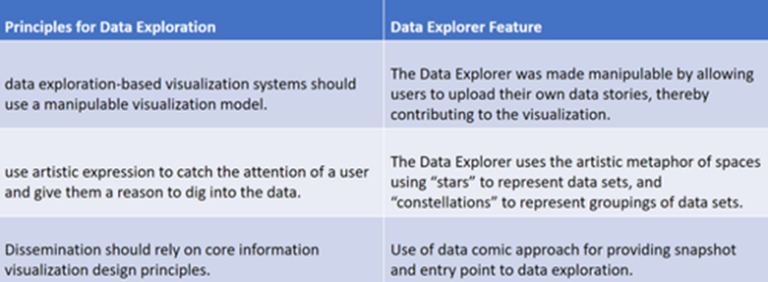 Principles for Data Exploration
Data Explorer Feature
data exploration-based visualization systems should
use a manipulable visualization model.
The Data Explorer was made manipulable by allowing
users to upload their own data stories, thereby
contributing to the visualization.
use artistic expression to catch the attention of a user
and give them a reason to dig into the data.
The Data Explorer uses the artistic metaphor of spaces
using “stars” to represent data sets, and
“constellations” to represent groupings of data sets.
Dissemination should rely on core information
visualization design principles.
Use of data comic approach for providing snapshot
and entry point to data exploration.